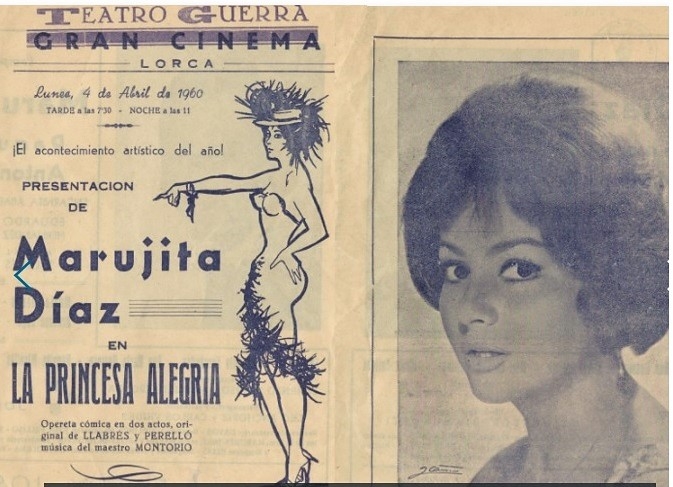 TEATRO GUERRA
GRAN CINEMA
LORCA
Lunes, 4 de Abril de 1960
TARDE a las 7'30 - NOCHE a las 11
¡El acontecimiento artístico del año!
PRESENTACION
DE
Marujita
Díaz
EN
LA PRINCESA ALEGRIA
Opereta cómica en dos actos, ori-
ginal de LLABRÉS y PERELLÓ
música del maestro MONTORIO